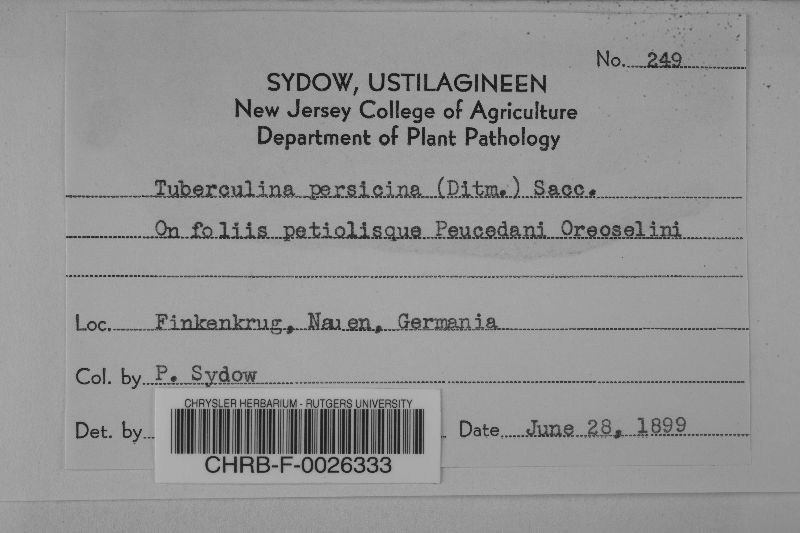 No. 249
SYDOW, USTILAGINEEN
New Jersey College of Agriculture
Department of Plant Pathology
Tuberculina persicina (Ditm.) Sacc.
On foliis petiolisque Peucedani Oreoselini
Loc. Finkenkrug, Nauen, Germania
Col. by P. Sydow
Det. by Date June 28, 1899
CHRYSLER HERBARIUM - RUTGERS UNIVERSITY
CHRB-F-0026333